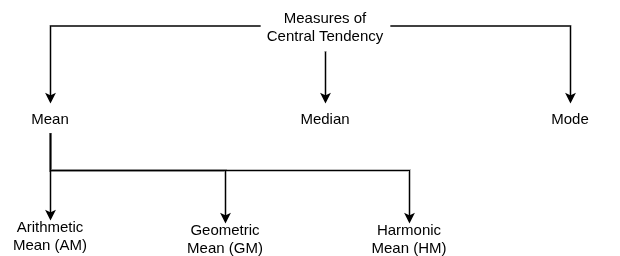 Measures of
Central Tendency
Mean
Median
Mode
Arithmetic
Mean (AM)
Geometric
Mean (GM)
Harmonic
Mean (HM)